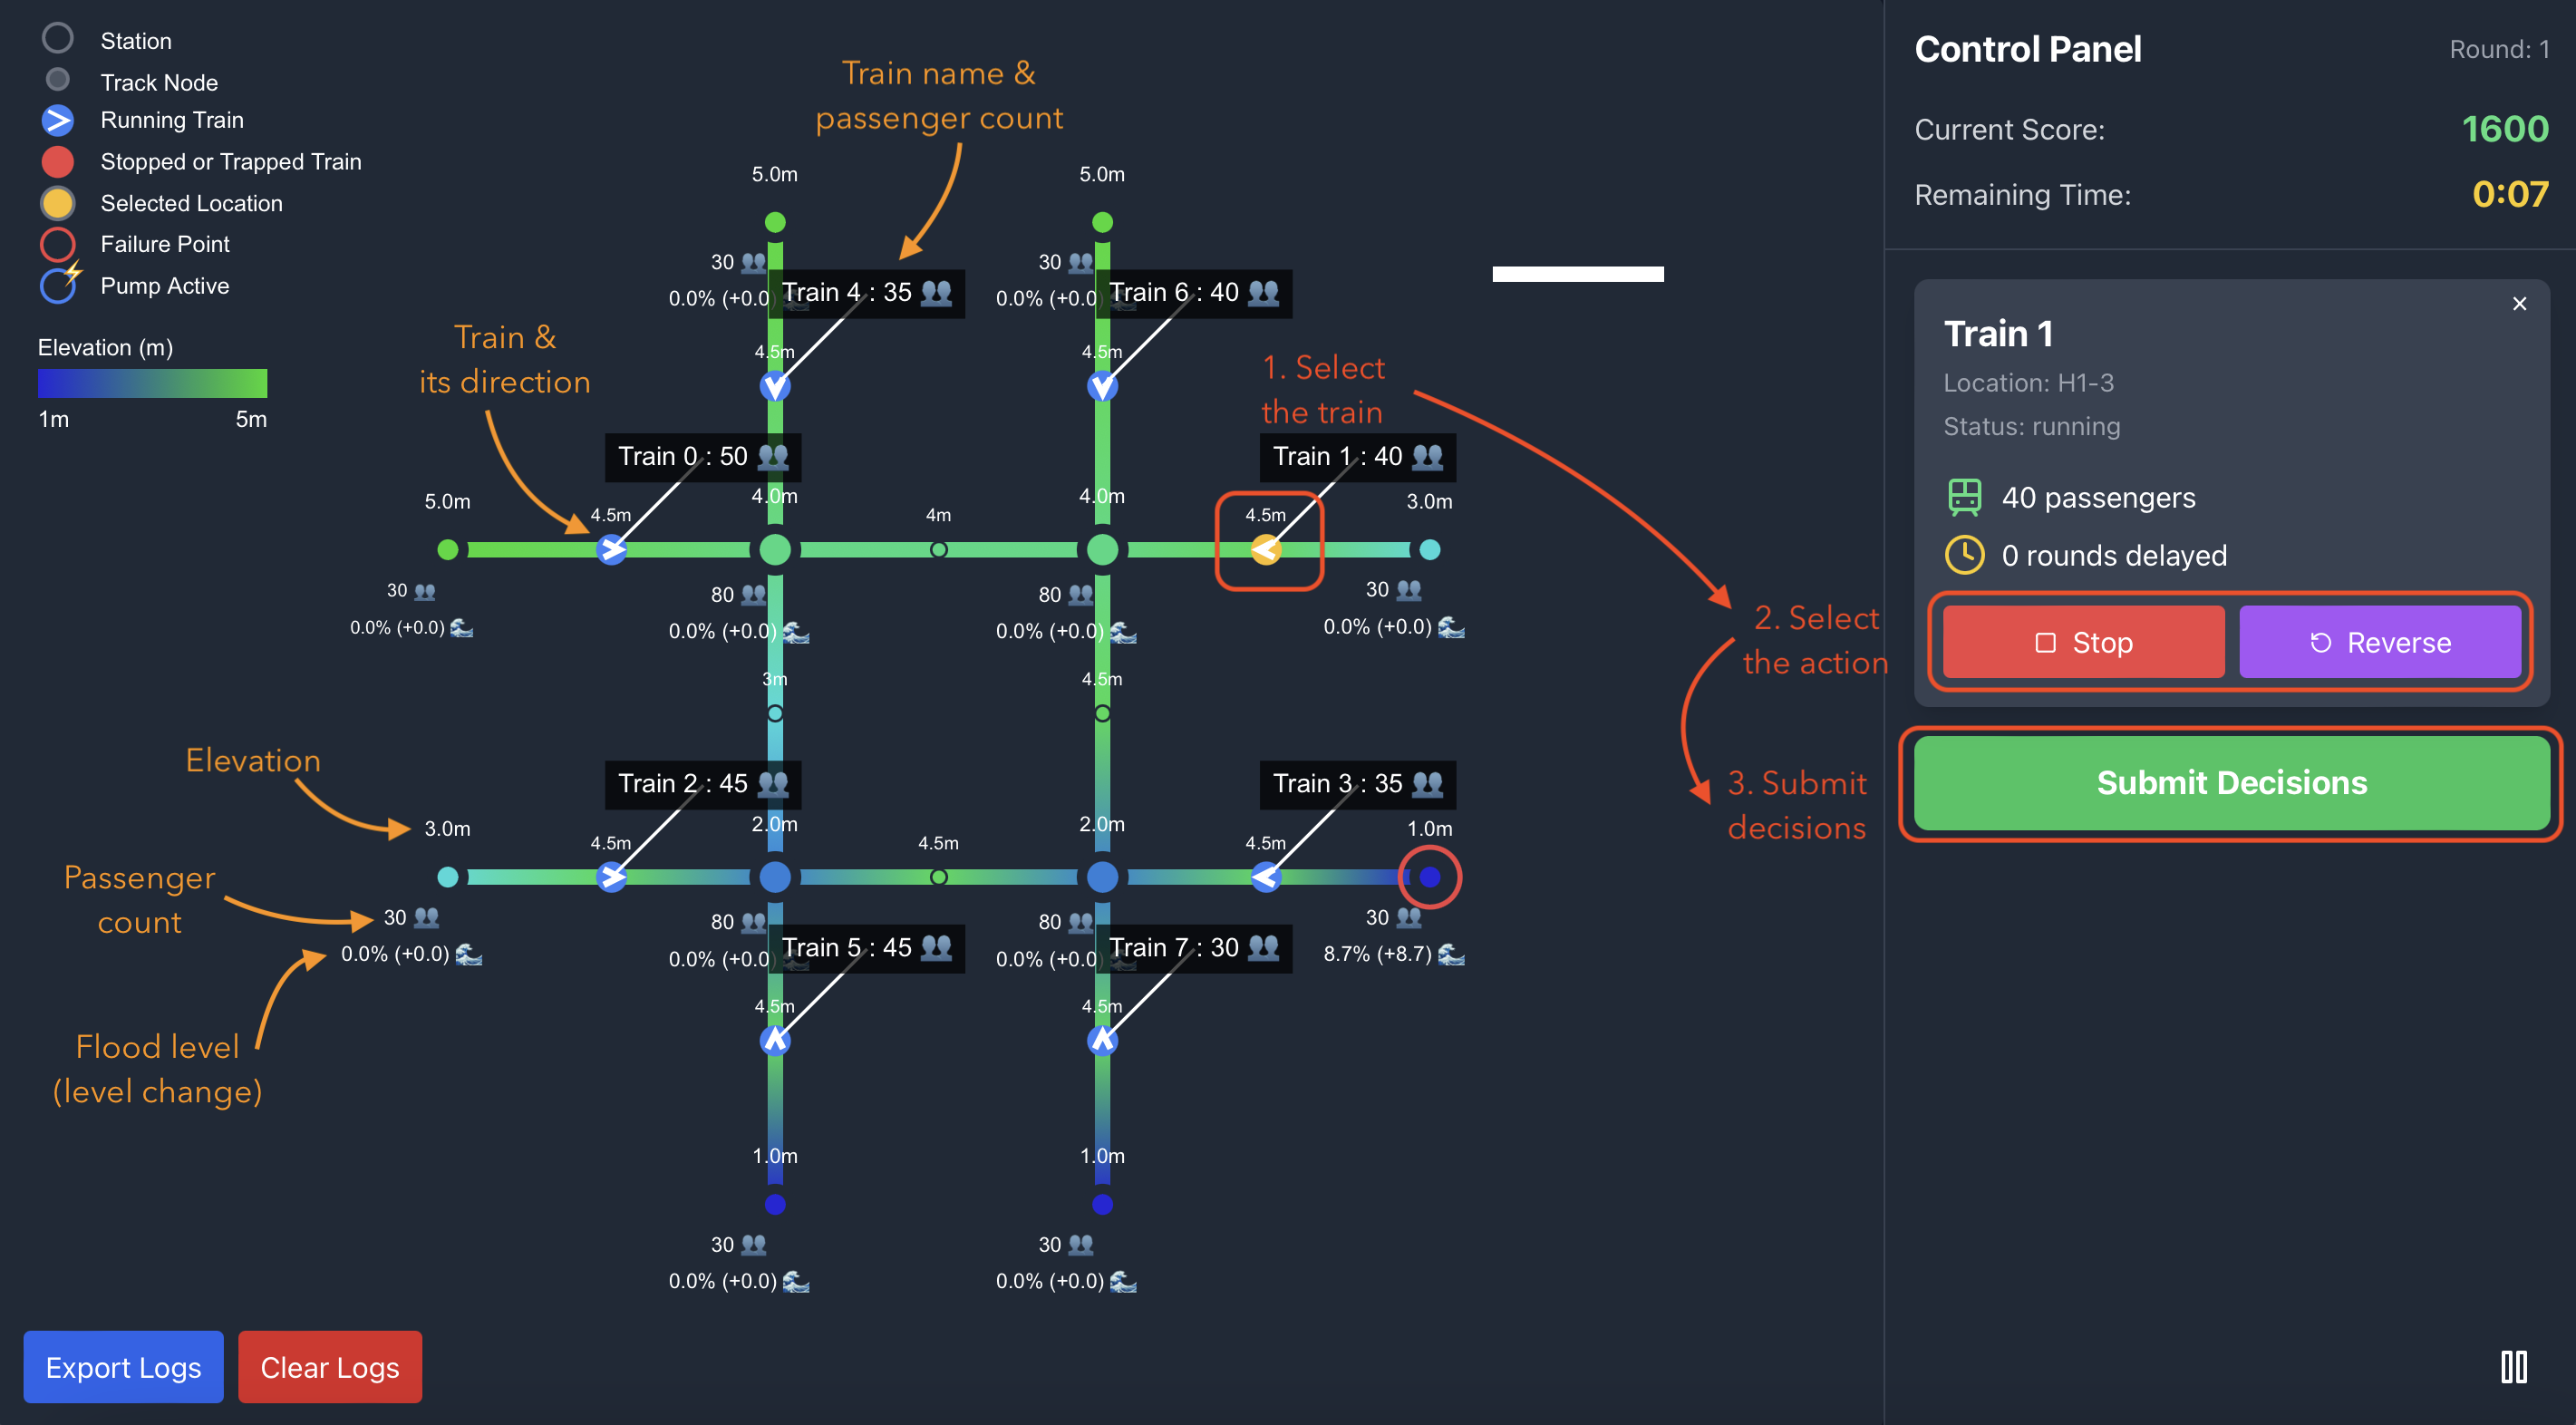 Station
Track Node
Running Train
Stopped or Trapped Train
Selected Location
Failure Point
Pump Active
Elevation (m)
1m 5m
Train name &
passenger count
5.0m 5.0m
30 30
0.0% (+0.0 0.0% (+0.0
Train 4 : 35 Train 6 : 40
4.5m 4.5m
Train &
its direction
1. Select
the train
Train 0 : 50 Train 1 : 40
5.0m 4.5m 4.0m 4m 4.0m 4.5m 3.0m
30 80 80 30
0.0% (+0.0) 0.0% (+0.0) 0.0% (+0.0) 0.0% (+0.0)
3m 4.5m
2. Select
the action
Elevation
Train 2 : 45 Train 3 : 35
3. Submit
decisions
3.0m 4.5m 2.0m 4.5m 2.0m 4.5m 1.0m
Passenger
count
30 80 80 30
0.0% (+0.0) 0.0% (+0.0 0.0% (+0.0 8.7% (+8.7)
Train 5 : 45 Train 7 : 30
4.5m 4.5m
Flood level
(level change)
1.0m 1.0m
30 30
0.0% (+0.0) 0.0% (+0.0)
Export Logs Clear Logs
Control Panel Round: 1
Current Score: 1600
Remaining Time: 0:07
Train 1 ×
Location: H1-3
Status: running
40 passengers
0 rounds delayed
Stop Reverse
Submit Decisions